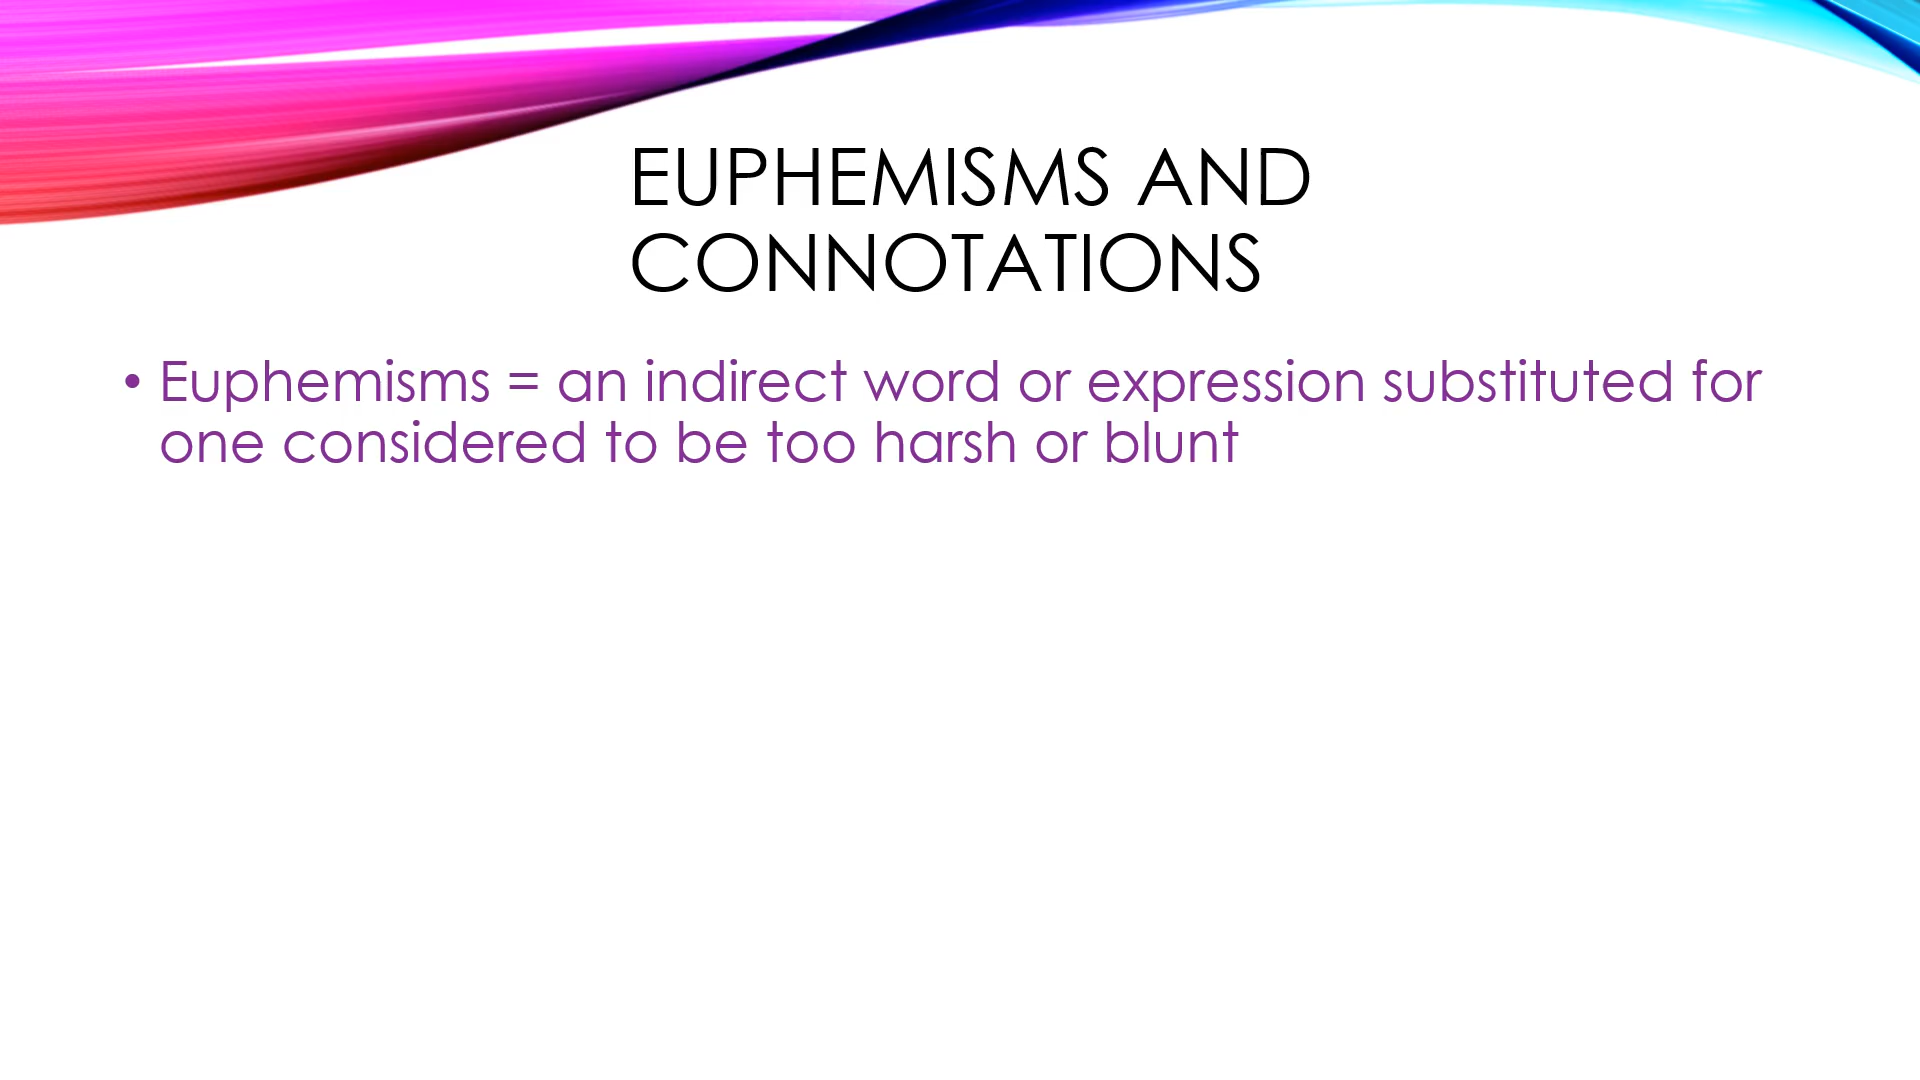 EUPHEMISMS AND
CONNOTATIONS
• Euphemisms = an indirect word or expression substituted for
one considered to be too harsh or blunt